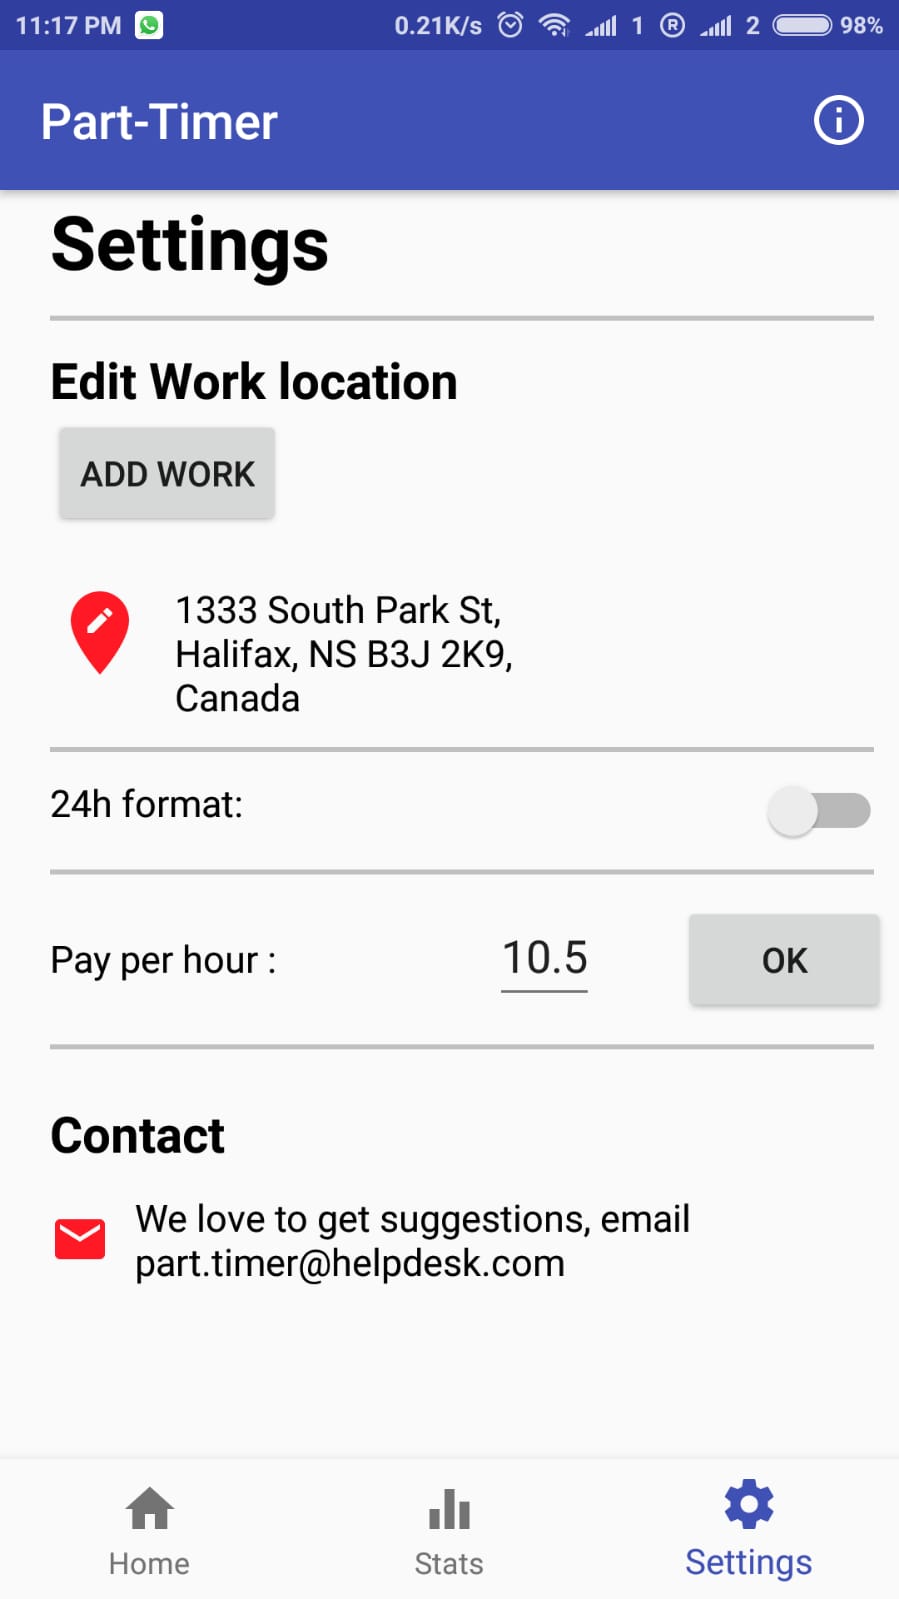 11:17 PM 0.21K/s 1 R 2 98%
Part-Timer
Settings
Edit Work location
ADD WORK
1333 South Park St,
Halifax, NS B3J 2K9,
Canada
24h format:
Pay per hour : 10.5 OK
Contact
We love to get suggestions, email
part.timer@helpdesk.com
Home Stats Settings